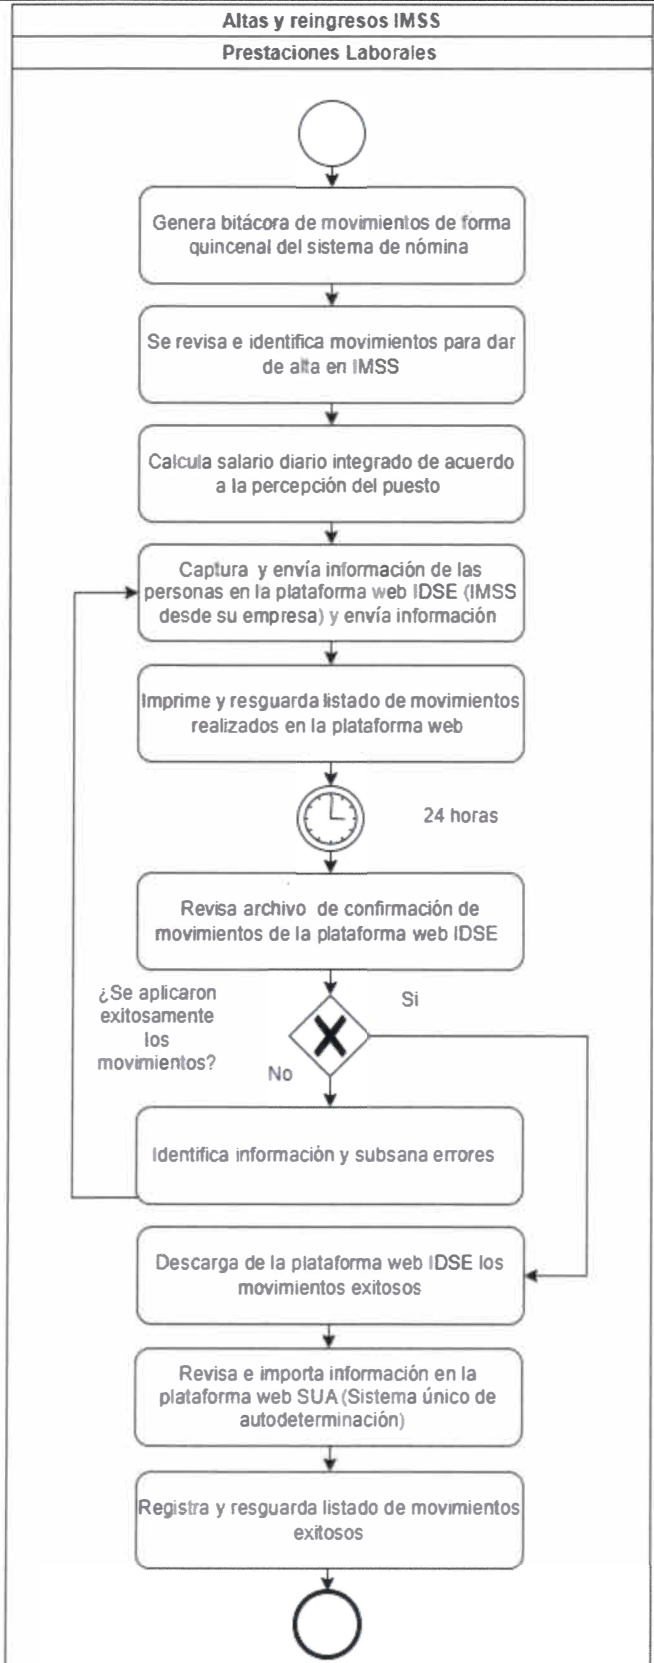 Altas y reingresos IMSS
Prestaciones Laborales
Genera bitácora de movimientos de forma
quincenal del sistema de nómina
Se revisa e identifica movimientos para dar
de alta en IMSS
Calcula salario diario integrado de acuerdo
a la percepción del puesto
Captura y envía información de las
personas en la plataforma web IDSE (IMSS
desde su empresa) y envía información
Imprime y resguarda listado de movimientos
realizados en la plataforma web
24 horas
Revisa archivo de confirmación de
movimientos de la plataforma web IDSE
¿Se aplicaron
exitosamente
los
movimientos?
Si
No
Identifica información y subsana errores
Descarga de la plataforma web IDSE los
movimientos exitosos
Revisa e importa información en la
plataforma web SUA (Sistema único de
autodeterminación)
Registra y resguarda listado de movimientos
exitosos